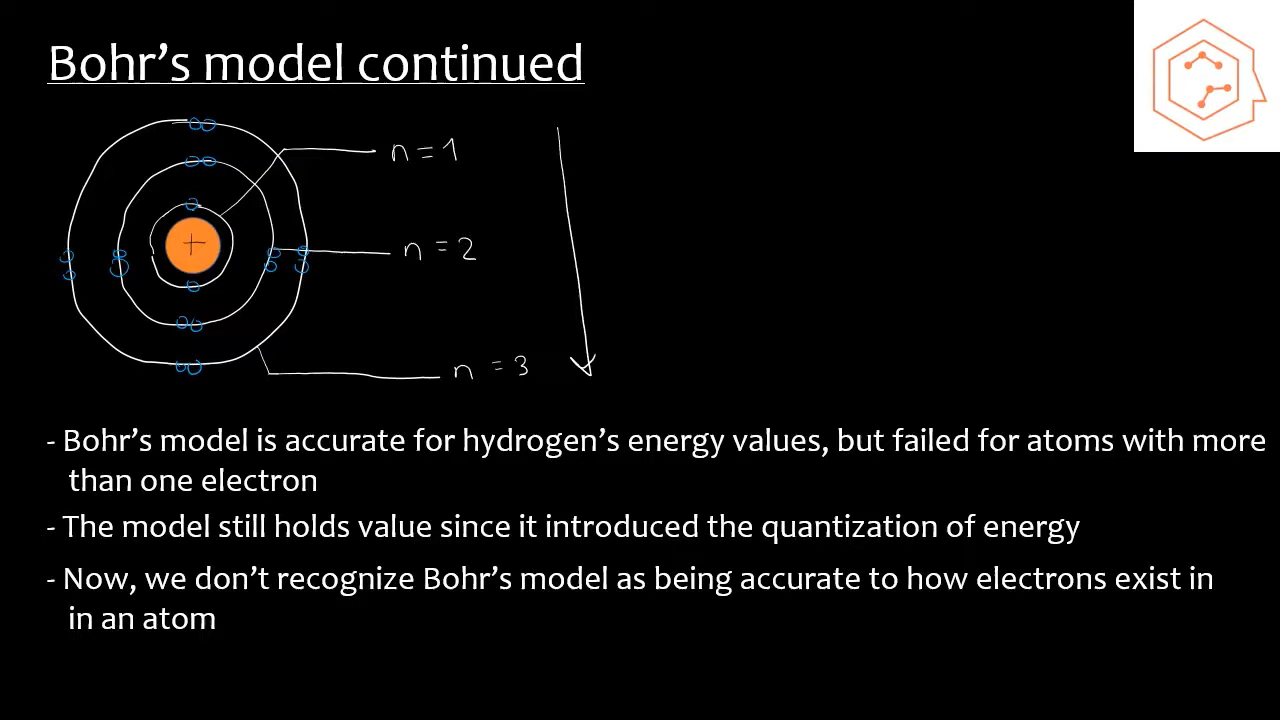 Bohr’s model continued
n = 1
+
n = 2
n = 3
- Bohr’s model is accurate for hydrogen’s energy values, but failed for atoms with more
than one electron
- The model still holds value since it introduced the quantization of energy
- Now, we don’t recognize Bohr’s model as being accurate to how electrons exist in
in an atom